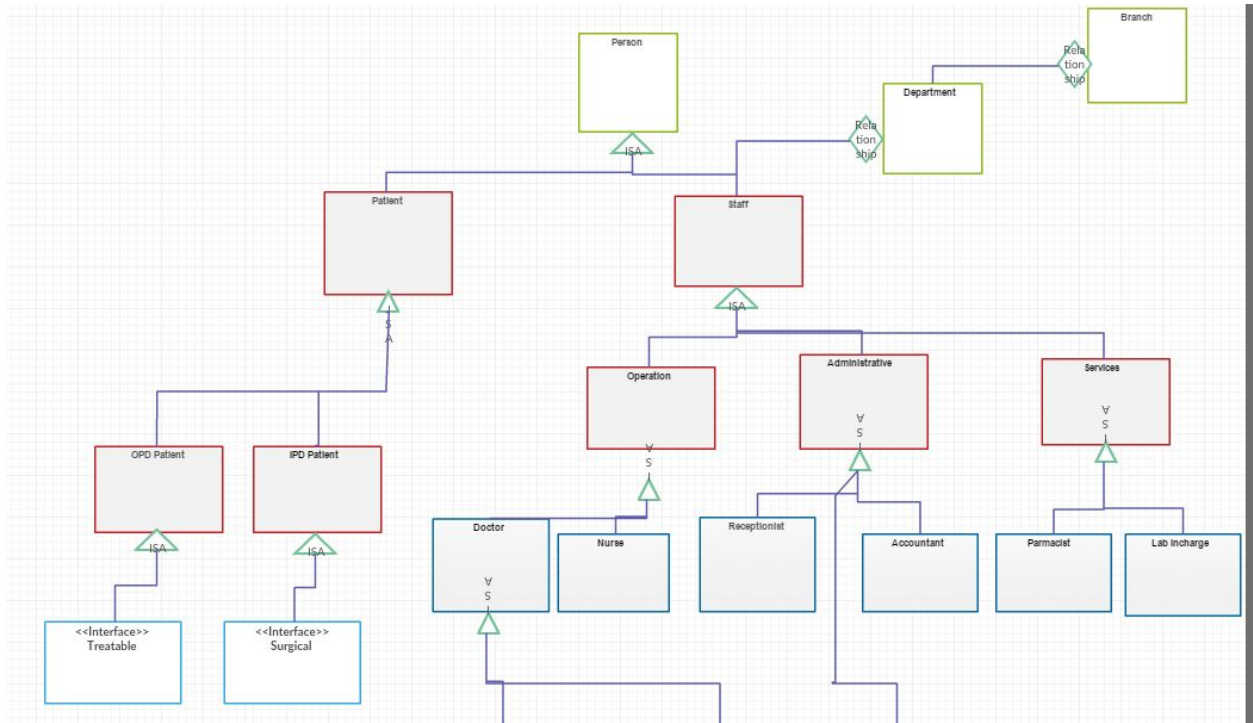 Branch
Person
Rela
tion
ship
Department
Rela
tion
ship
ISA
Patient
Staff
I
S
A
ISA
Operation
Administrative
Services
A
S
I
A
S
I
A
S
I
OPD Patient
IPD Patient
ISA
ISA
Doctor
Nurse
Receptionist
Accountant
Parmacist
Lab Incharge
A
S
I
<<Interface>>
Treatable
<<Interface>>
Surgical